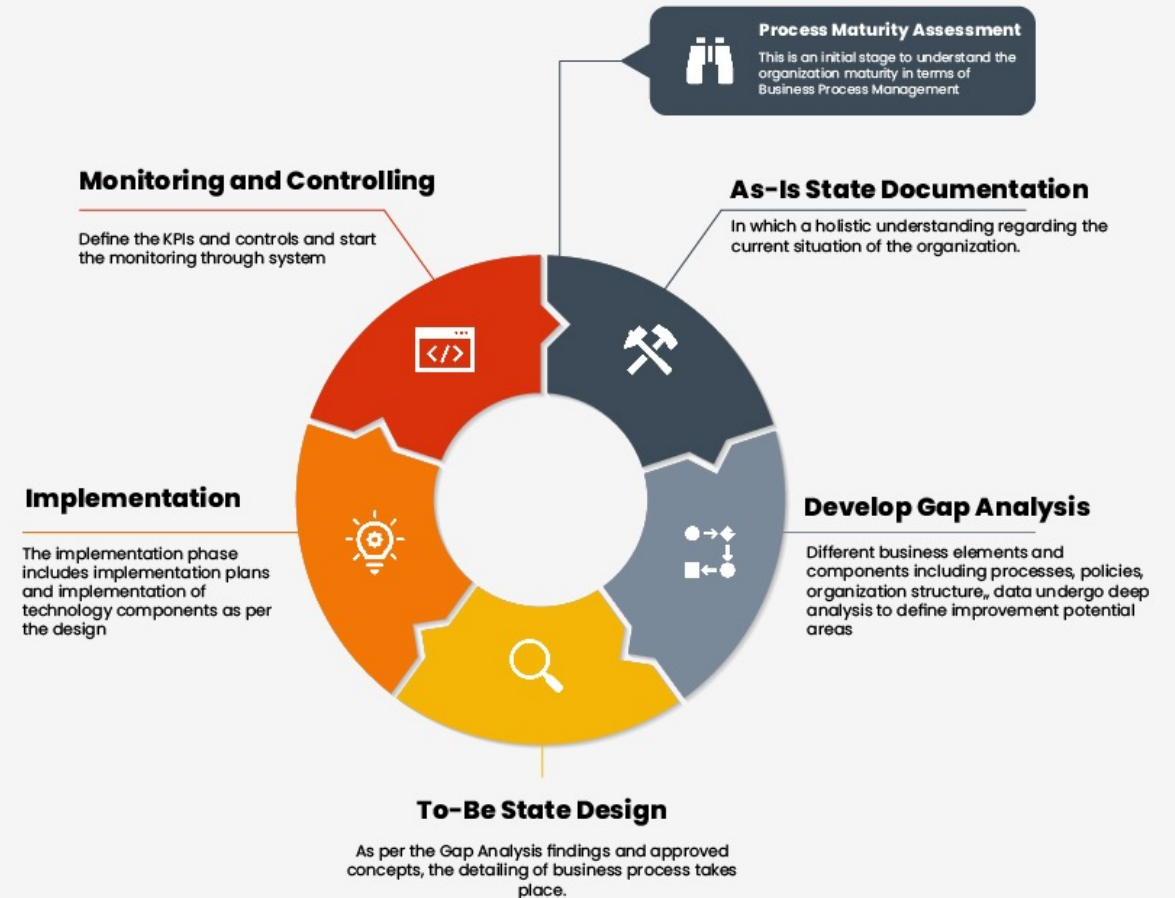 Process Maturity Assessment
This is an initial stage to understand the
organization maturity in terms of
Business Process Management
Monitoring and Controlling
Define the KPIs and controls and start
the monitoring through system
As-Is State Documentation
In which a holistic understanding regarding the
current situation of the organization.
</>
Implementation
The implementation phase
includes implementation plans
and implementation of
technology components as per
the design
Develop Gap Analysis
Different business elements and
components including processes, policies,
organization structure,, data undergo deep
analysis to define improvement potential
areas
To-Be State Design
As per the Gap Analysis findings and approved
concepts, the detailing of business process takes
place.